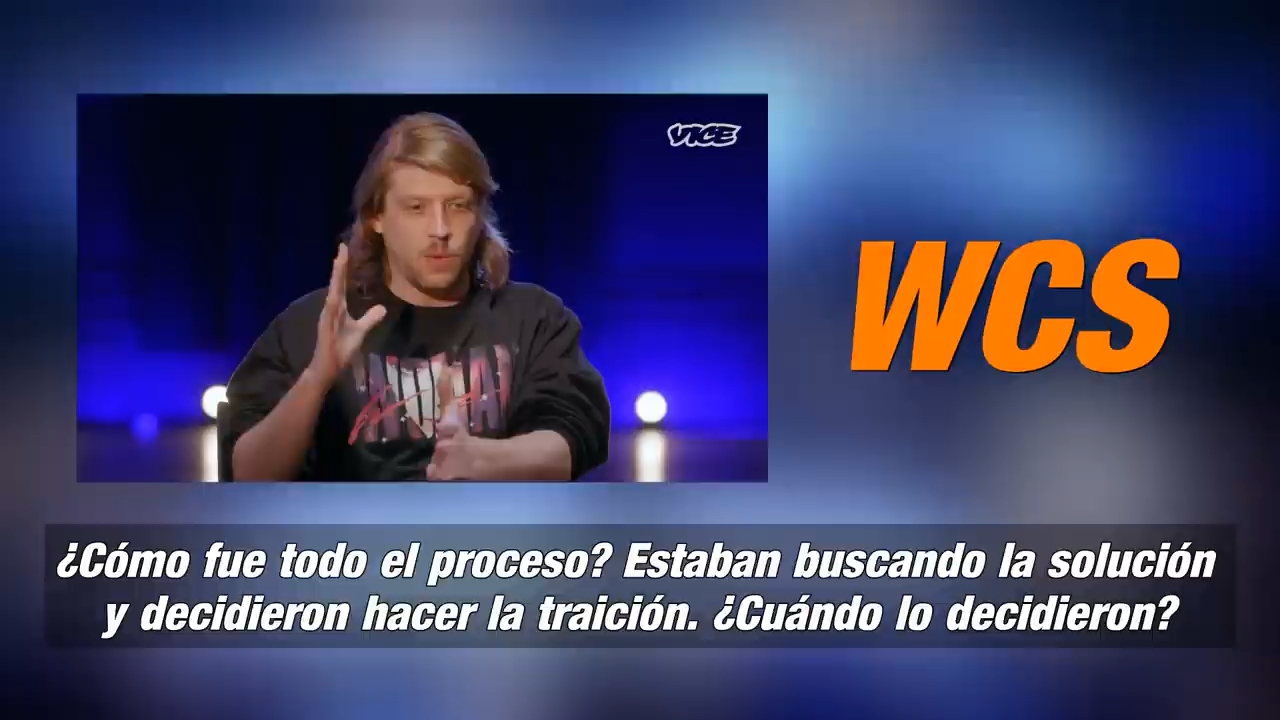 VICE
WCS
¿Cómo fue todo el proceso? Estaban buscando la solución
y decidieron hacer la traición. ¿Cuándo lo decidieron?